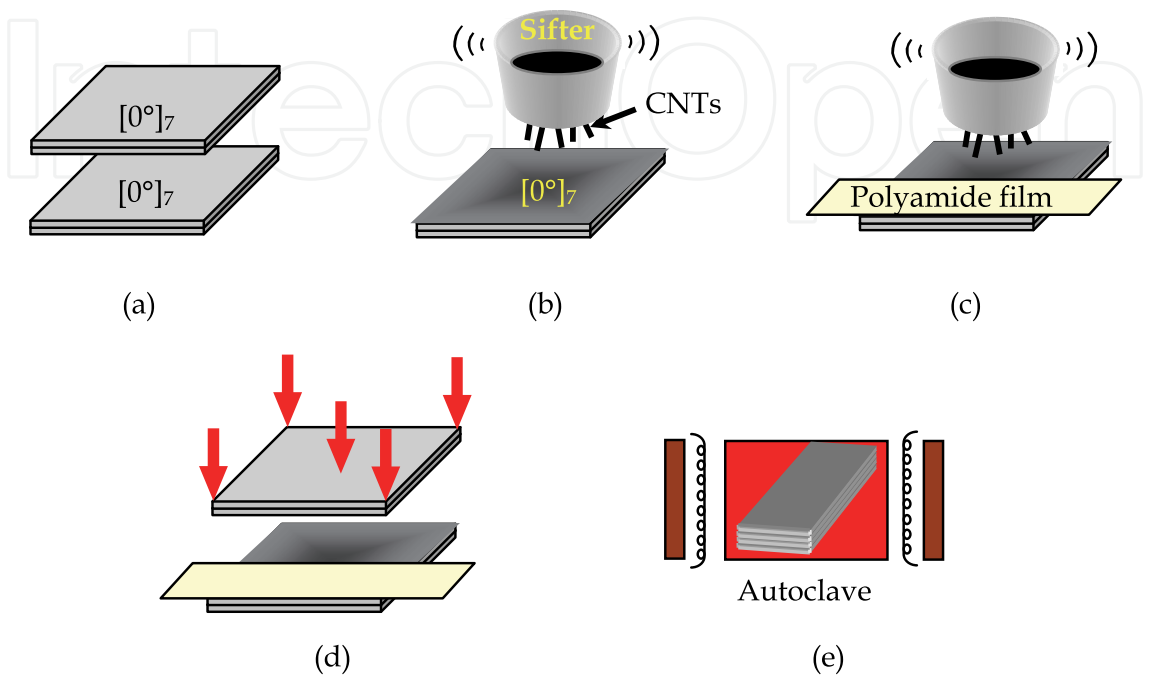 IntechOpen
Sifter
CNTs
[0°]₇
[0°]₇
[0°]₇
Polyamide film
(a)
(b)
(c)
Autoclave
(d)
(e)